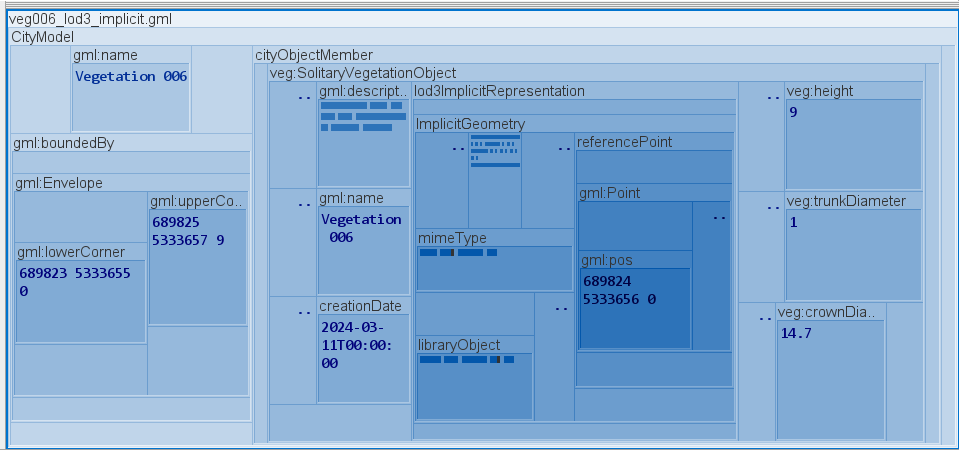 veg006_lod3_implicit.gml
CityModel
gml:name
Vegetation 006
gml:boundedBy
gml:Envelope
gml:upperCo..
689825
5333657 9
gml:lowerCorner
689823 5333655
0
cityObjectMember
veg:SolitaryVegetationObject
..
gml:descript..
..
gml:name
Vegetation
006
..
creationDate
2024-03-
11T00:00:
00
lod3ImplicitRepresentation
ImplicitGeometry
..
..
mimeType
..
libraryObject
referencePoint
gml:Point
..
gml:pos
689824
5333656 0
..
veg:height
9
..
veg:trunkDiameter
1
..
veg:crownDia..
14.7